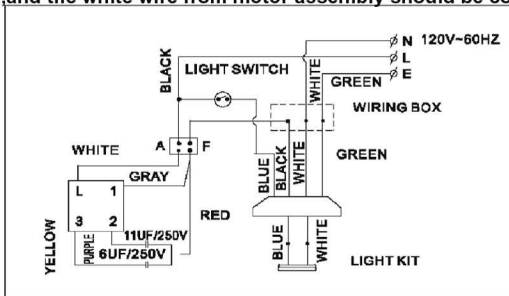 ,and the white wire from motor assembly should be co
N 120V~60HZ
L
E
BLACK
LIGHT SWITCH
WHITE
GREEN
WIRING BOX
WHITE
A
F
GRAY
BLUE
BLACK
WHITE
GREEN
L 1
3 2
YELLOW
PURPLE
11UF/250V
6UF/250V
RED
BLUE
WHITE
LIGHT KIT